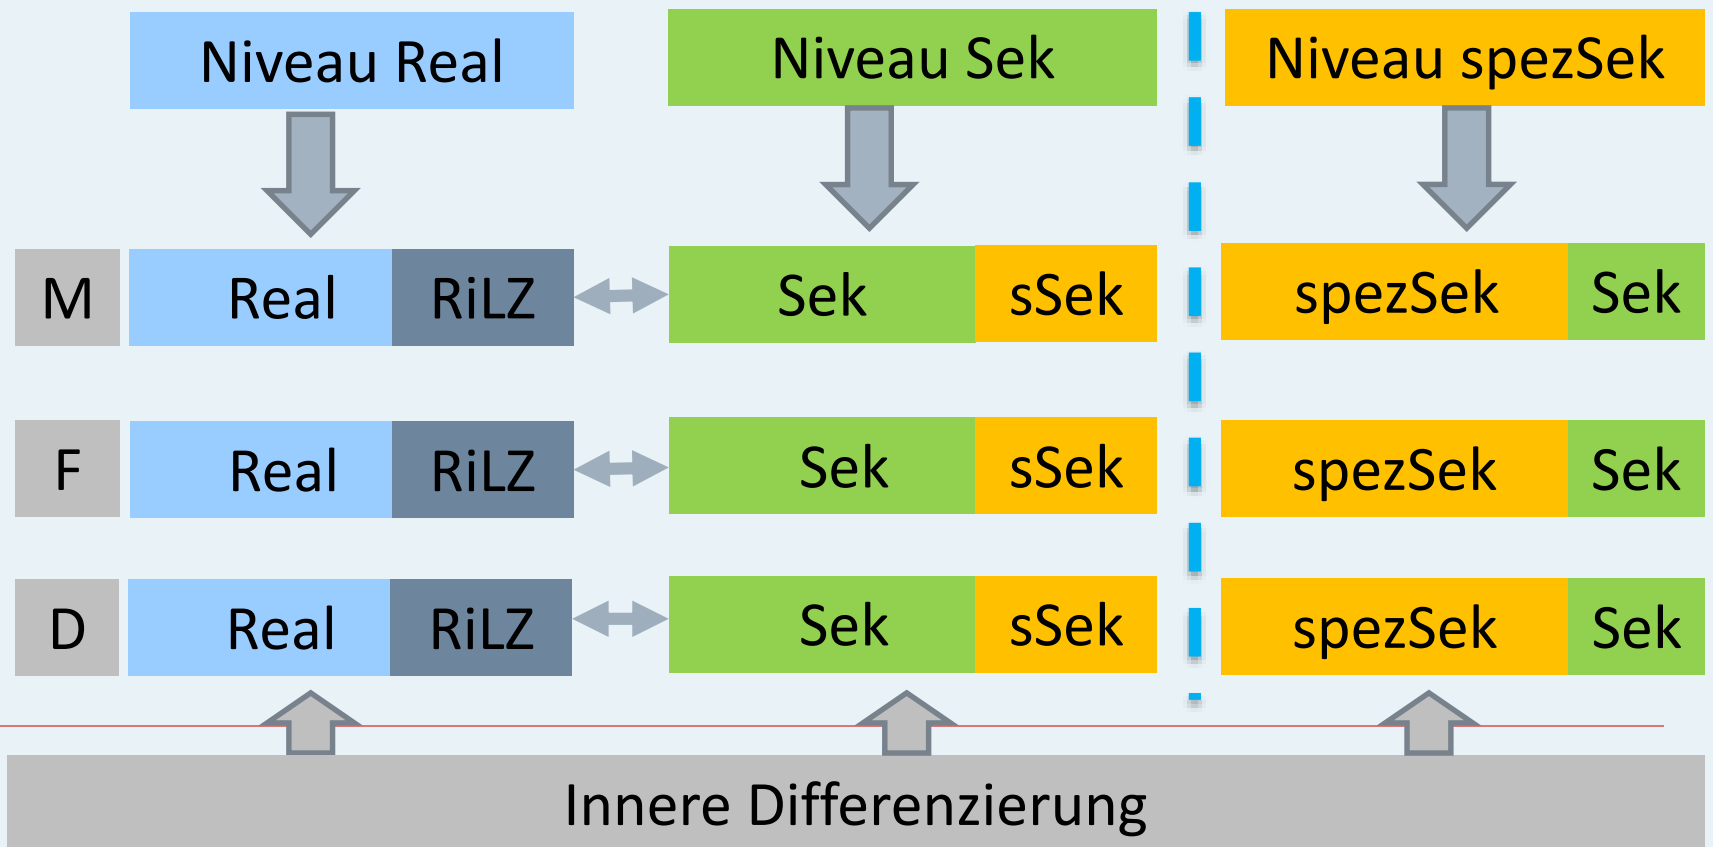 Niveau Real Niveau Sek Niveau spezSek
M Real RiLZ Sek sSek spezSek Sek
F Real RiLZ Sek sSek spezSek Sek
D Real RiLZ Sek sSek spezSek Sek
Innere Differenzierung